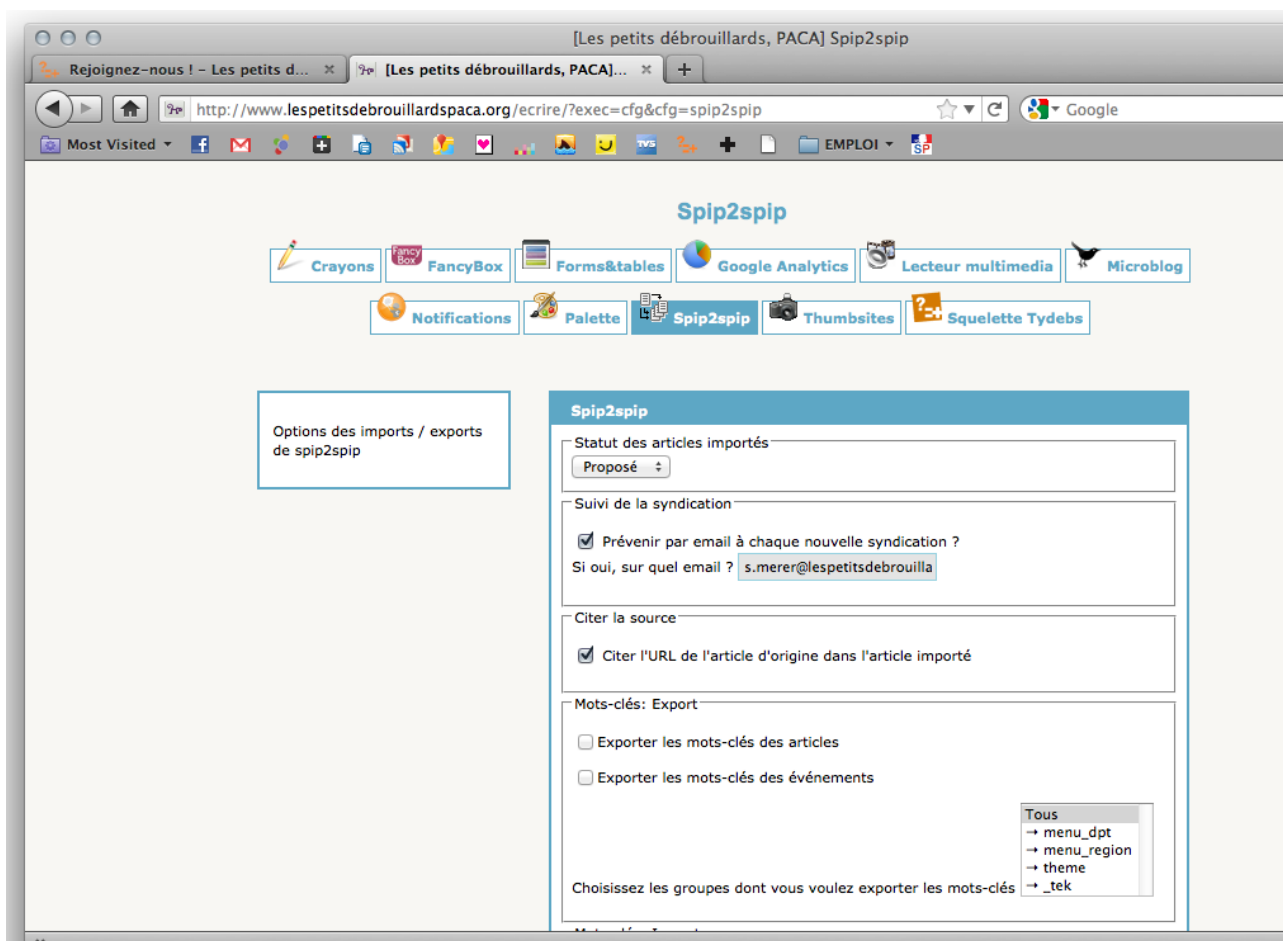 [Les petits débrouillards, PACA] Spip2spip
Rejoignez-nous ! – Les petits d...
[Les petits débrouillards, PACA]...
http://www.lespetitsdebrouillardspaca.org/ecrire/?exec=cfg&cfg=spip2spip
Google
Most Visited
TV5
EMPLOI
SP
Spip2spip
Crayons
Fancy Box
FancyBox
Forms&tables
Google Analytics
Lecteur multimedia
Microblog
Notifications
Palette
Spip2spip
Thumbsites
Squelette Tydebs
Options des imports / exports
de spip2spip
Spip2spip
Statut des articles importés
Proposé
Suivi de la syndication
Prévenir par email à chaque nouvelle syndication ?
Si oui, sur quel email ? s.merer@lespetitsdebrouilla
Citer la source
Citer l'URL de l'article d'origine dans l'article importé
Mots-clés: Export
Exporter les mots-clés des articles
Exporter les mots-clés des événements
Tous
→ menu_dpt
→ menu_region
→ theme
→ _tek
Choisissez les groupes dont vous voulez exporter les mots-clés